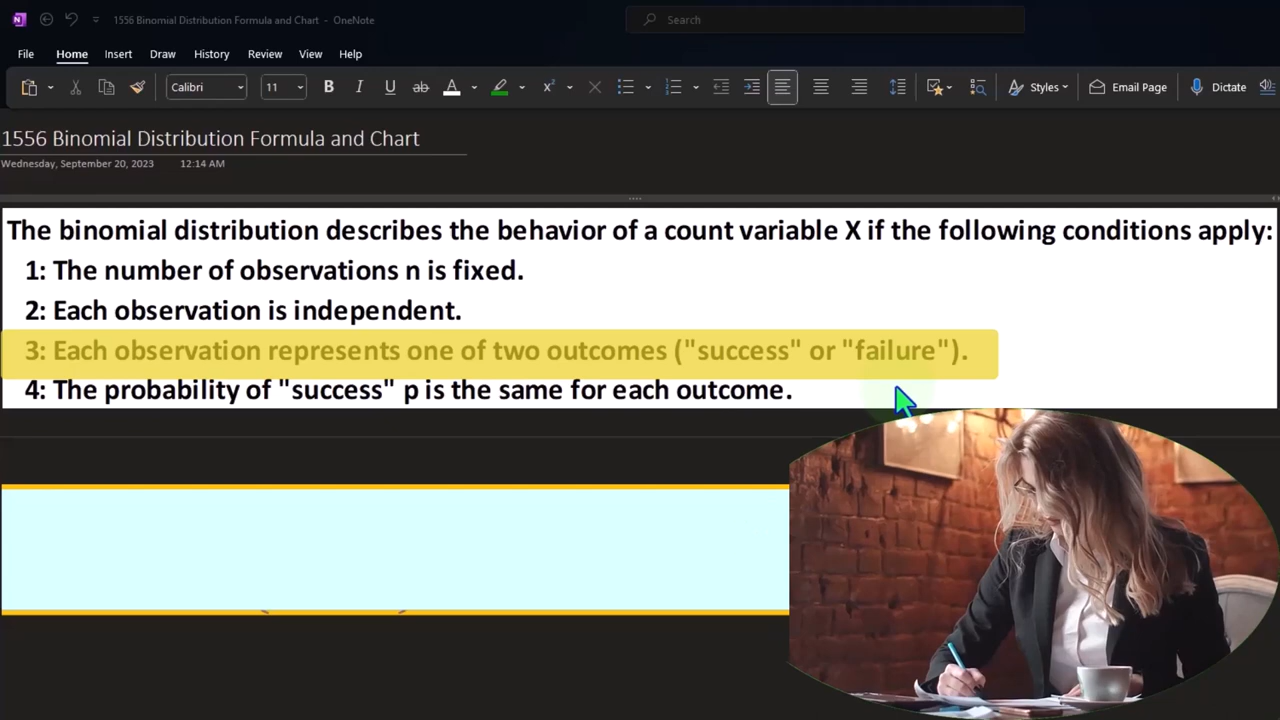 1556 Binomial Distribution Formula and Chart - OneNote
Search
File Home Insert Draw History Review View Help
Calibri 11 B I U ab A x² Styles Email Page Dictate
1556 Binomial Distribution Formula and Chart
Wednesday, September 20, 2023 12:14 AM
The binomial distribution describes the behavior of a count variable X if the following conditions apply:
1: The number of observations n is fixed.
2: Each observation is independent.
3: Each observation represents one of two outcomes ("success" or "failure").
4: The probability of "success" p is the same for each outcome.